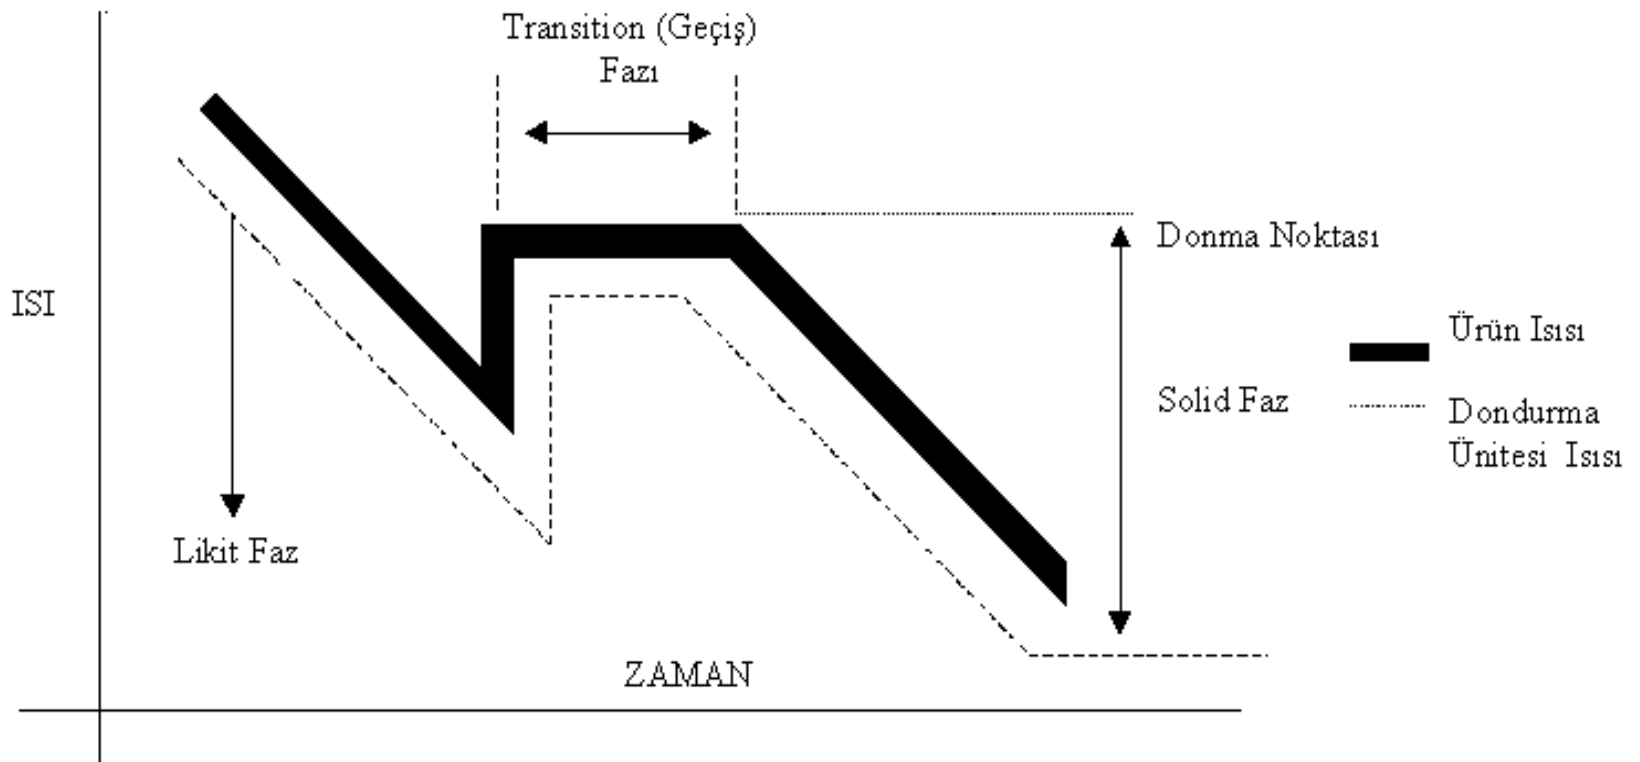 Transition (Geçiş)
Fazı
Donma Noktası
ISI
Ürün Isısı
Solid Faz
Dondurma
Ünitesi Isısı
Likit Faz
ZAMAN